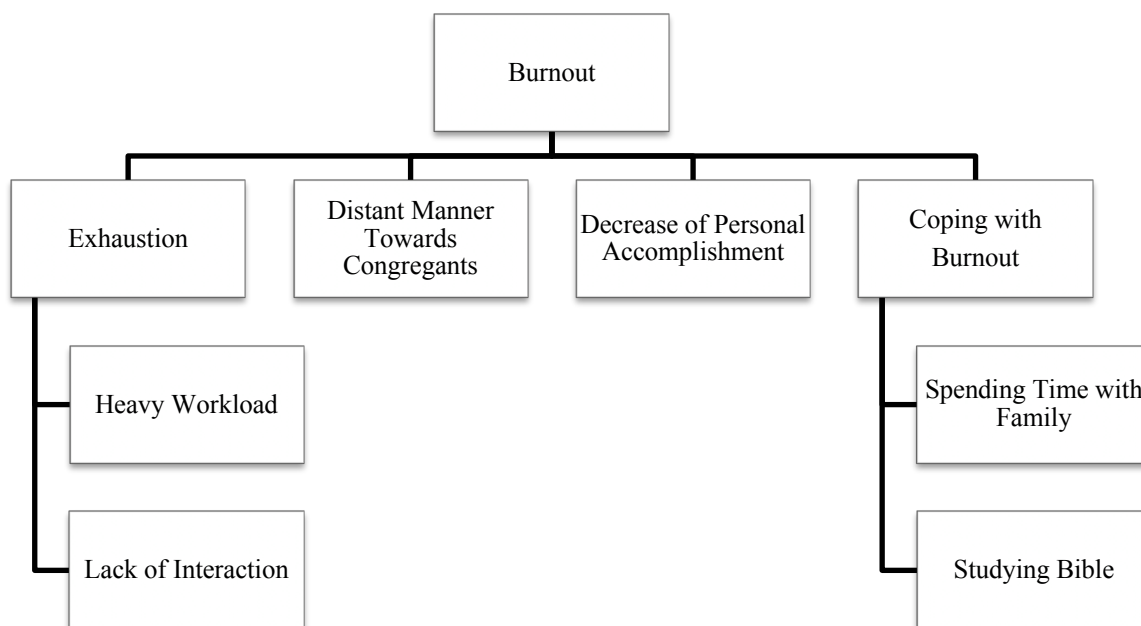 Burnout
Exhaustion
Distant Manner
Towards
Congregants
Decrease of Personal
Accomplishment
Coping with
Burnout
Heavy Workload
Spending Time with
Family
Lack of Interaction
Studying Bible